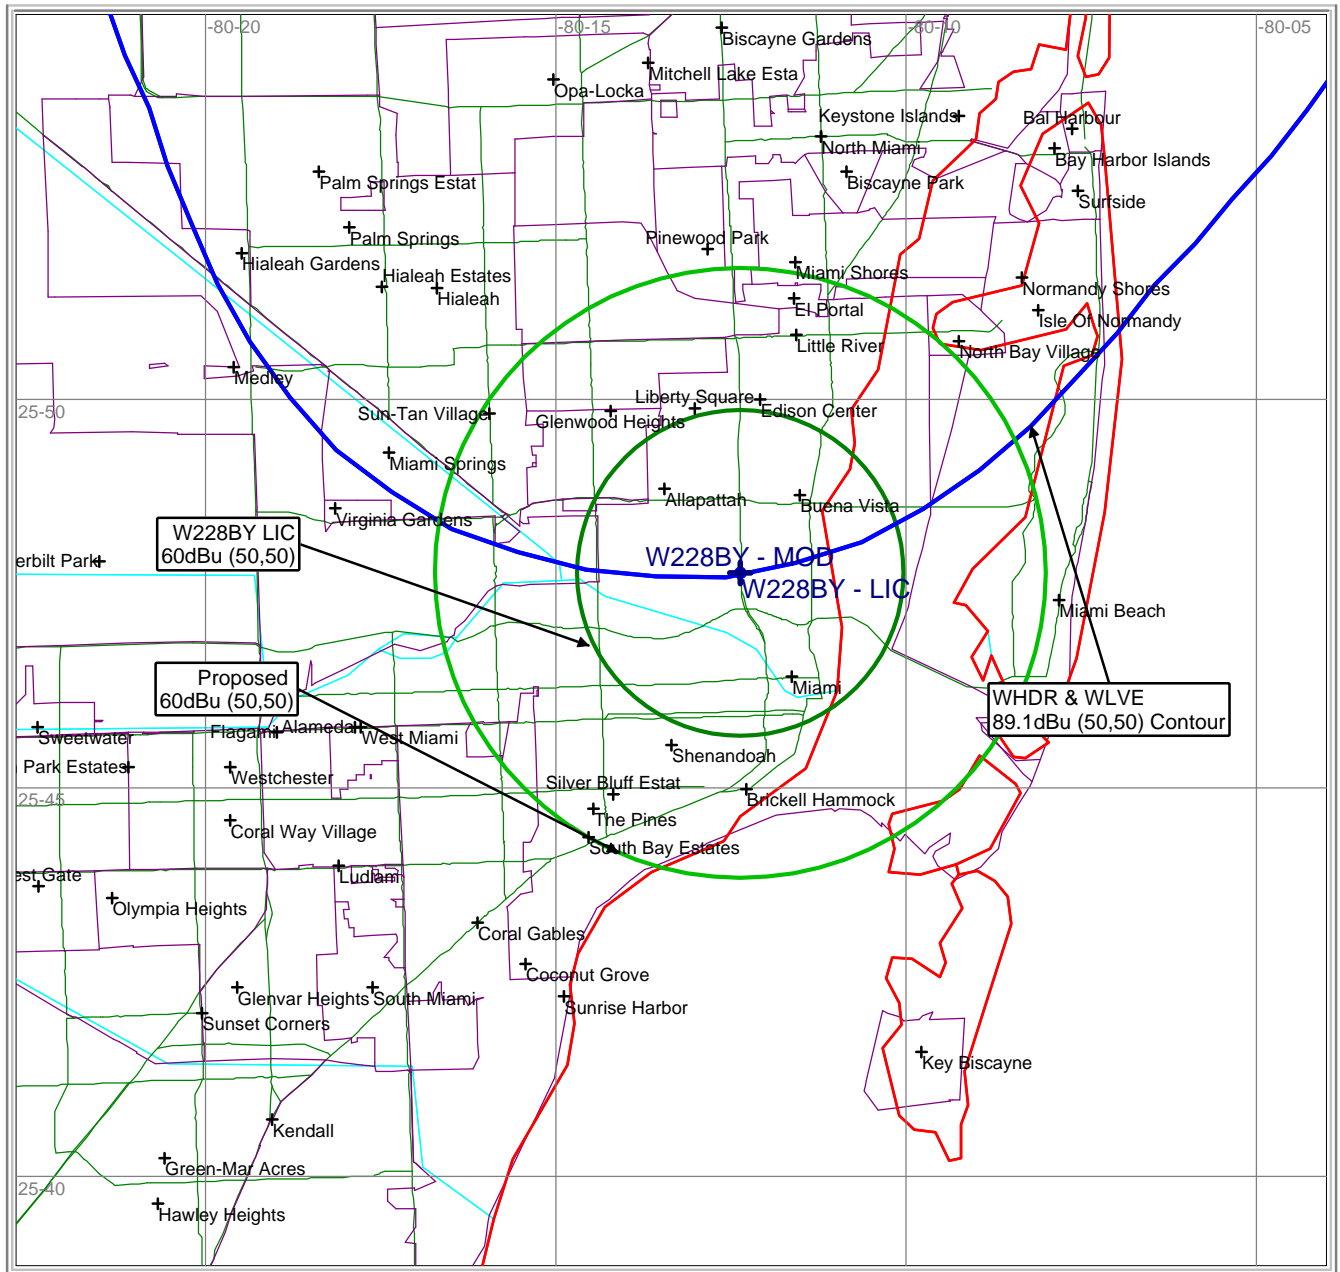 -80-20
-80-15
-80-10
-80-05
Biscayne Gardens
Mitchell Lake Esta
Opa-Locka
Keystone Islands
Bal Harbour
North Miami
Bay Harbor Islands
Palm Springs Estat
Biscayne Park
Surfside
Palm Springs
Pinewood Park
Hialeah Gardens
Hialeah Estates
Miami Shores
Hialeah
Normandy Shores
El Portal
Isle Of Normandy
Little River
North Bay Village
Medley
25-50
Sun-Tan Village
Liberty Square
Edison Center
Glenwood Heights
Miami Springs
Allapattah
Buena Vista
Virginia Gardens
W228BY LIC
60dBu (50,50)
erbilt Park
W228BY - MOD
W228BY - LIC
Miami Beach
Proposed
60dBu (50,50)
Miami
WHDR & WLVE
89.1dBu (50,50) Contour
Sweetwater
Flagami
Alameda
West Miami
Shenandoah
Park Estates
Westchester
Silver Bluff Estat
25-45
Brickell Hammock
The Pines
Coral Way Village
South Bay Estates
est Gate
Ludlam
Olympia Heights
Coral Gables
Coconut Grove
Glenvar Heights
South Miami
Sunrise Harbor
Sunset Corners
Key Biscayne
Kendall
Green-Mar Acres
25-40
Hawley Heights